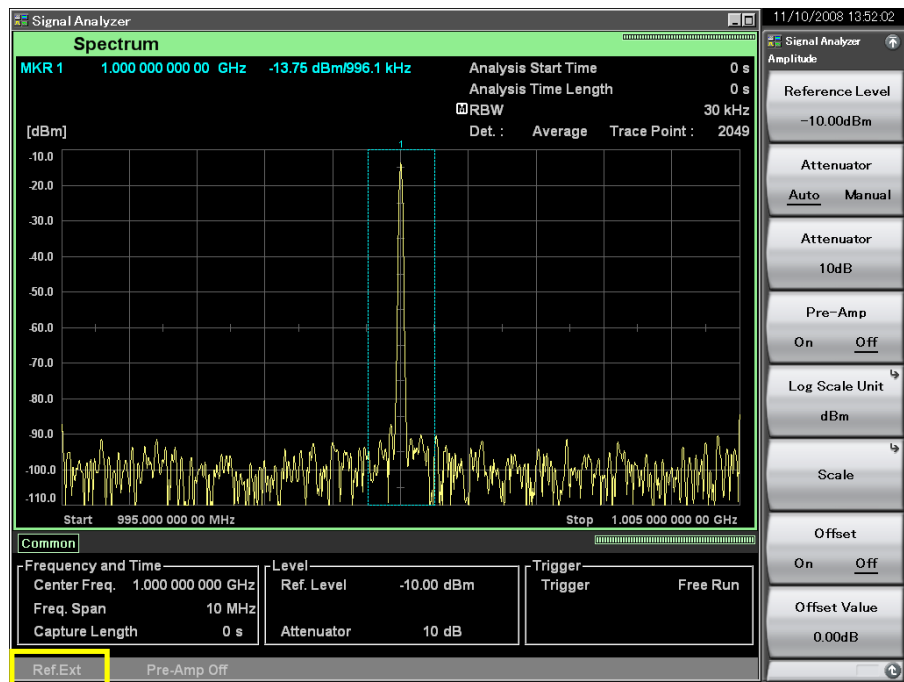 Signal Analyzer
11/10/2008 13:52:02
Spectrum
MKR 1 1.000 000 000 00 GHz -13.75 dBm/996.1 kHz
Analysis Start Time 0 s
Analysis Time Length 0 s
M RBW 30 kHz
[dBm] Det. : Average Trace Point : 2049
1
-10.0
-20.0
-30.0
-40.0
-50.0
-60.0
-70.0
-80.0
-90.0
-100.0
-110.0
Start 995.000 000 00 MHz Stop 1.005 000 000 00 GHz
Common
Frequency and Time
Center Freq. 1.000 000 000 GHz
Freq. Span 10 MHz
Capture Length 0 s
Level
Ref. Level -10.00 dBm
Attenuator 10 dB
Trigger
Trigger Free Run
Ref.Ext Pre-Amp Off
Signal Analyzer
Amplitude
Reference Level
-10.00dBm
Attenuator
Auto Manual
Attenuator
10dB
Pre-Amp
On Off
Log Scale Unit
dBm
Scale
Offset
On Off
Offset Value
0.00dB